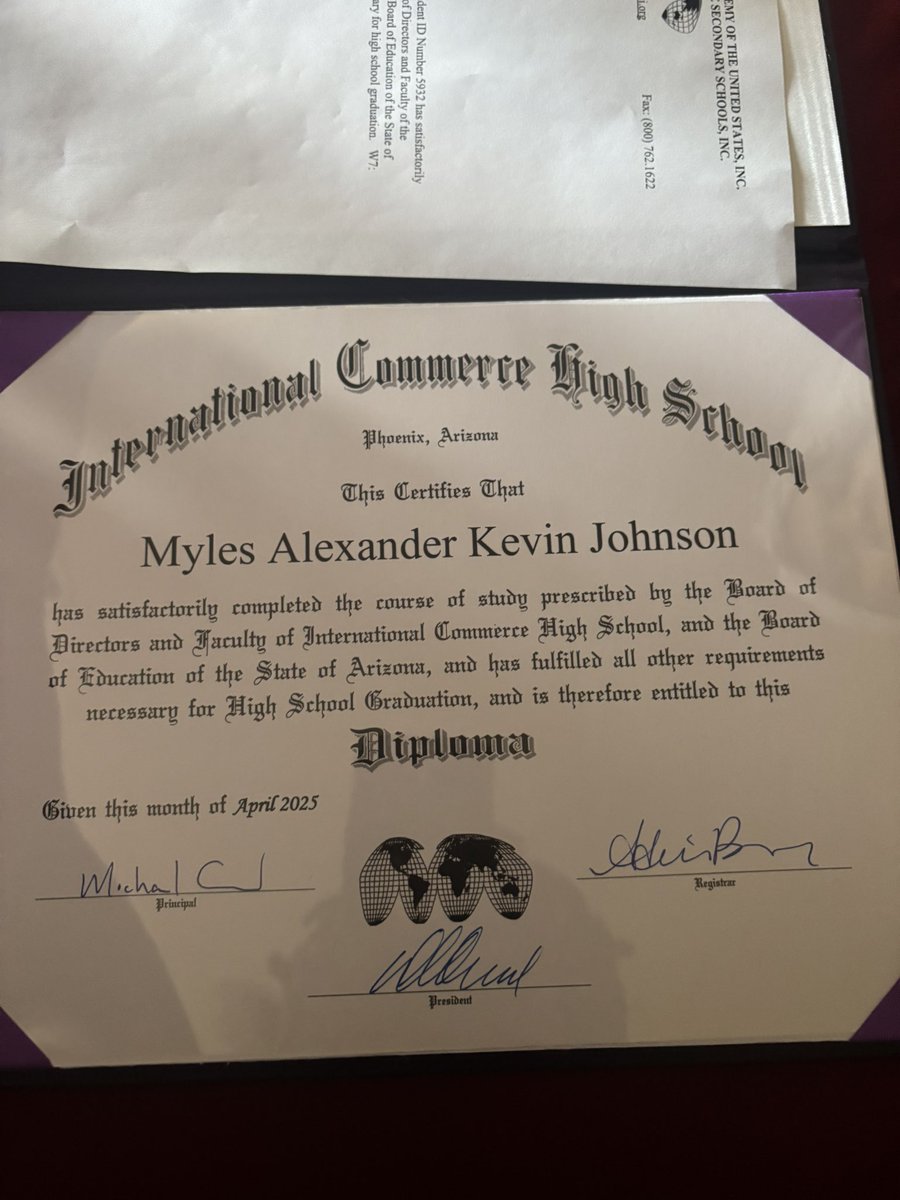 EMY OF THE UNITED STATES, INC.
SECONDARY SCHOOLS, INC.
Fax: (800) 762.1622
i.org
dent ID Number 5932 has satisfactorily
of Directors and Faculty of the
Board of Education of the State of
ary for high school graduation. W7:
International Commerce High School
Phoenix, Arizona
This Certifies That
Myles Alexander Kevin Johnson
has satisfactorily completed the course of study prescribed by the Board of
Directors and Faculty of International Commerce High School, and the Board
of Education of the State of Arizona, and has fulfilled all other requirements
necessary for High School Graduation, and is therefore entitled to this
Diploma
Given this month of April 2025
Michael
Principal
Registrar
President